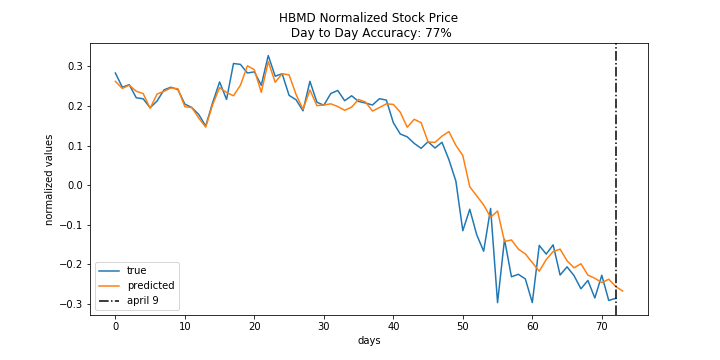 HBMD Normalized Stock Price
Day to Day Accuracy: 77%
normalized values
0.3
0.2
0.1
0.0
−0.1
−0.2
−0.3
true
predicted
april 9
0 10 20 30 40 50 60 70
days